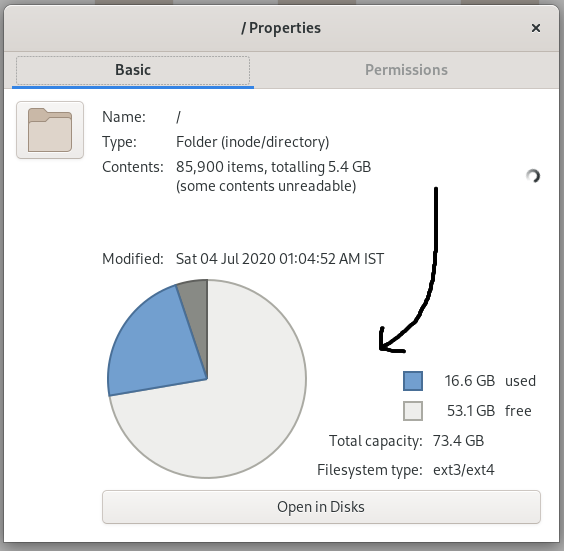 / Properties ×
Basic Permissions
Name: /
Type: Folder (inode/directory)
Contents: 85,900 items, totalling 5.4 GB
(some contents unreadable)
Modified: Sat 04 Jul 2020 01:04:52 AM IST
16.6 GB used
53.1 GB free
Total capacity: 73.4 GB
Filesystem type: ext3/ext4
Open in Disks